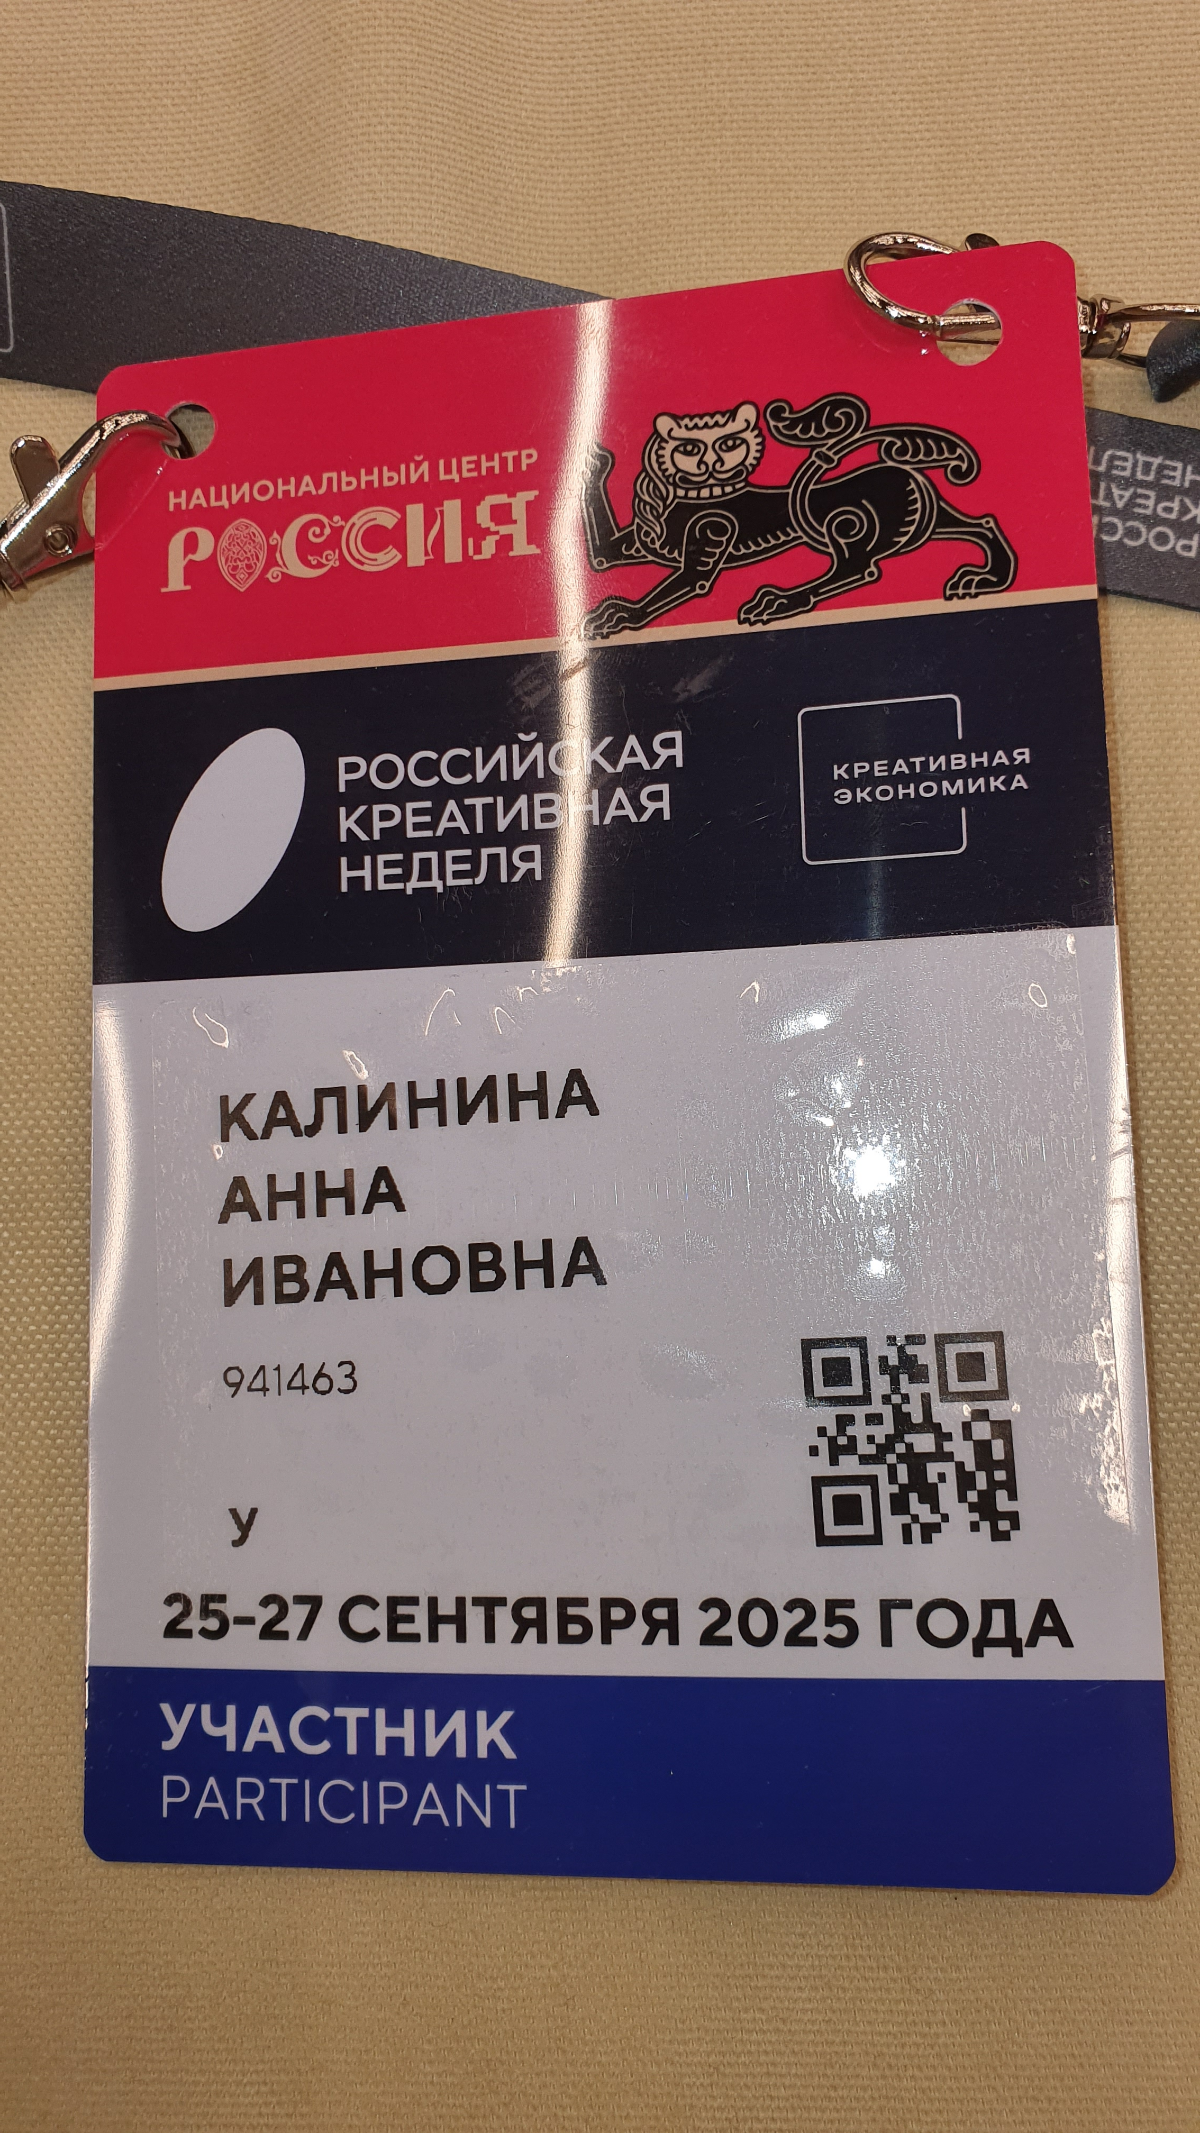 НАЦИОНАЛЬНЫЙ ЦЕНТР
РОССИЯ
РОССИЙСКАЯ
КРЕАТИВНАЯ
НЕДЕЛЯ
КРЕАТИВНАЯ
ЭКОНОМИКА
КАЛИНИНА
АННА
ИВАНОВНА
941463
У
25-27 СЕНТЯБРЯ 2025 ГОДА
УЧАСТНИК
PARTICIPANT